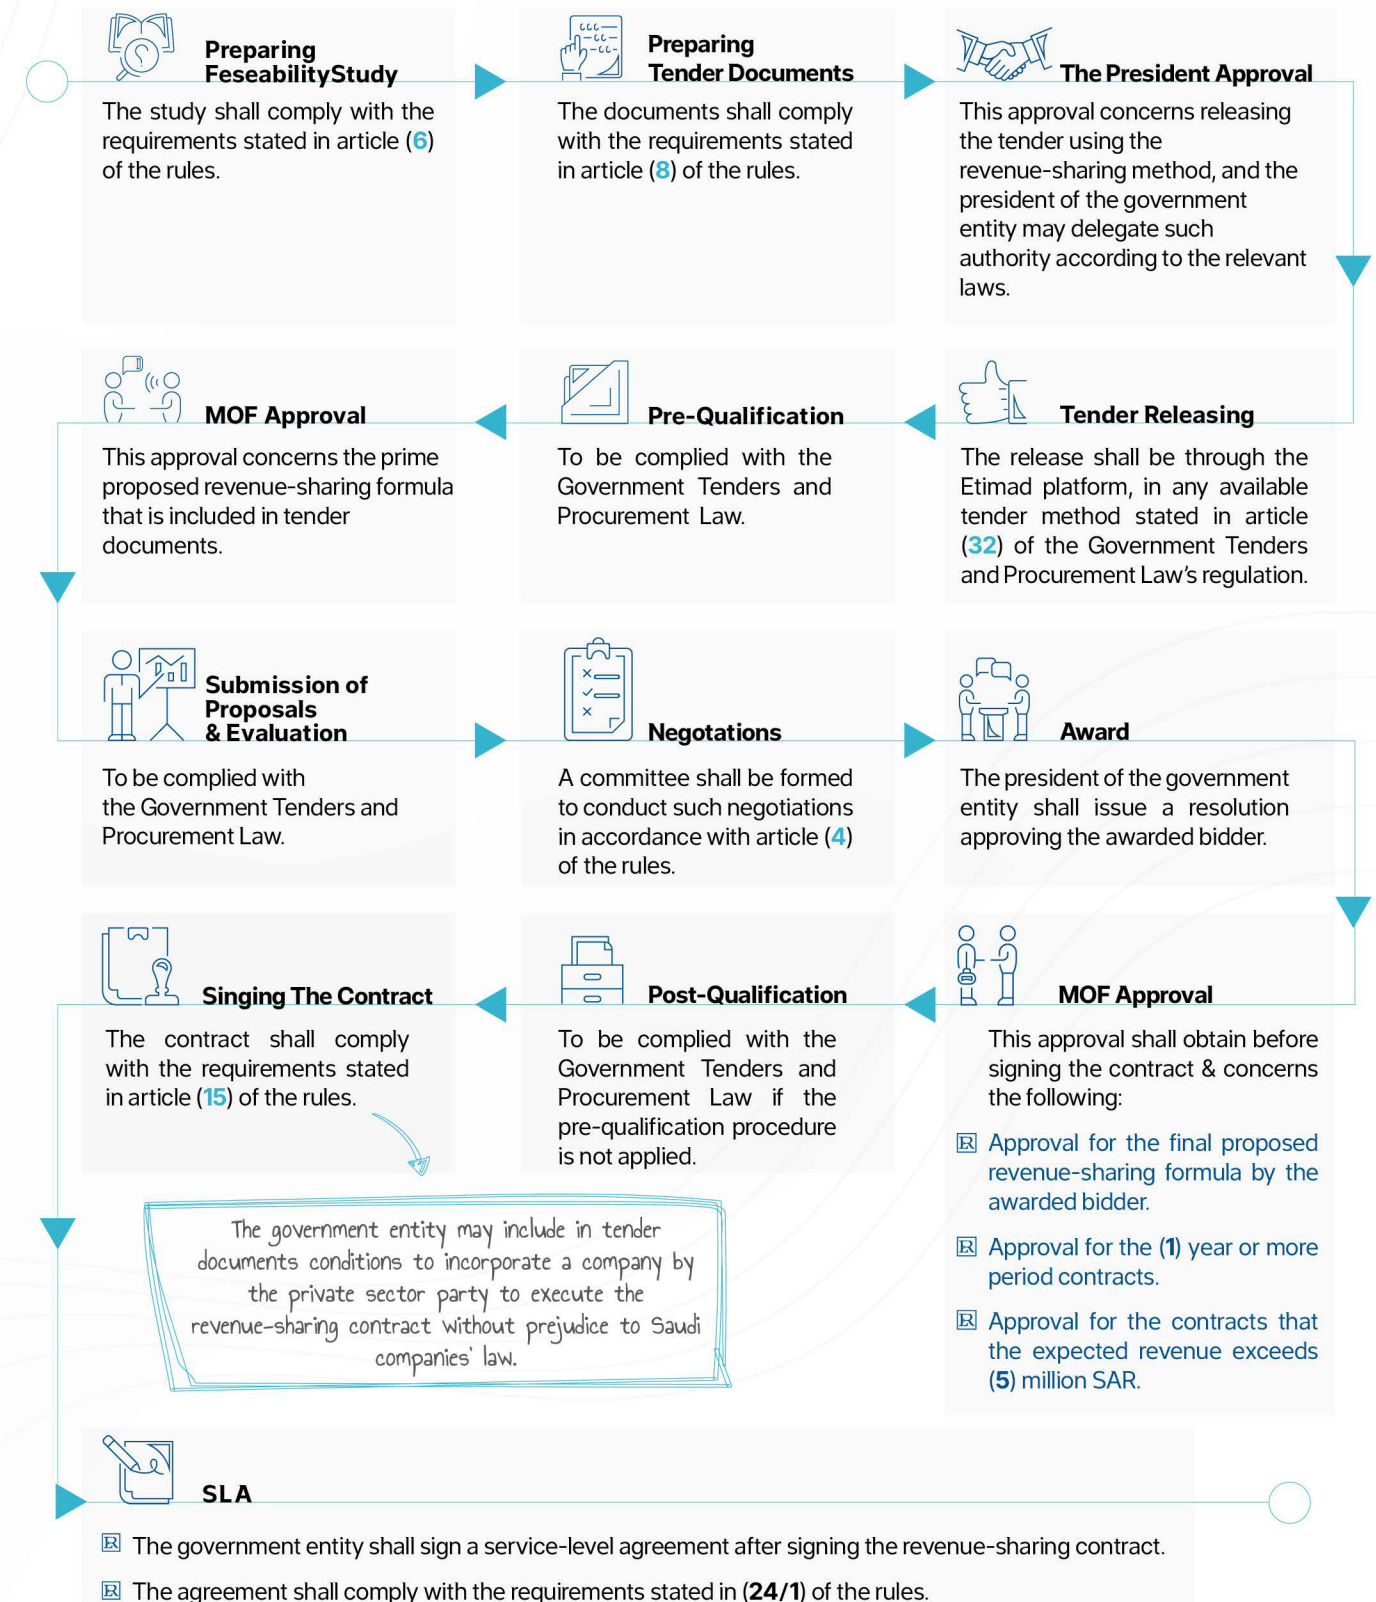 Preparing
FeseabilityStudy
The study shall comply with the
requirements stated in article (6)
of the rules.
Preparing
Tender Documents
The documents shall comply
with the requirements stated
in article (8) of the rules.
The President Approval
This approval concerns releasing
the tender using the
revenue-sharing method, and the
president of the government
entity may delegate such
authority according to the relevant
laws.
Tender Releasing
The release shall be through the
Etimad platform, in any available
tender method stated in article
(32) of the Government Tenders
and Procurement Law's regulation.
Pre-Qualification
To be complied with the
Government Tenders and
Procurement Law.
MOF Approval
This approval concerns the prime
proposed revenue-sharing formula
that is included in tender
documents.
Submission of
Proposals
& Evaluation
To be complied with
the Government Tenders and
Procurement Law.
Negotations
A committee shall be formed
to conduct such negotiations
in accordance with article (4)
of the rules.
Award
The president of the government
entity shall issue a resolution
approving the awarded bidder.
MOF Approval
This approval shall obtain before
signing the contract & concerns
the following:
Approval for the final proposed
revenue-sharing formula by the
awarded bidder.
Approval for the (1) year or more
period contracts.
Approval for the contracts that
the expected revenue exceeds
(5) million SAR.
Post-Qualification
To be complied with the
Government Tenders and
Procurement Law if the
pre-qualification procedure
is not applied.
Singing The Contract
The contract shall comply
with the requirements stated
in article (15) of the rules.
The government entity may include in tender
documents conditions to incorporate a company by
the private sector party to execute the
revenue-sharing contract without prejudice to Saudi
companies' law.
SLA
The government entity shall sign a service-level agreement after signing the revenue-sharing contract.
The agreement shall comply with the requirements stated in (24/1) of the rules.